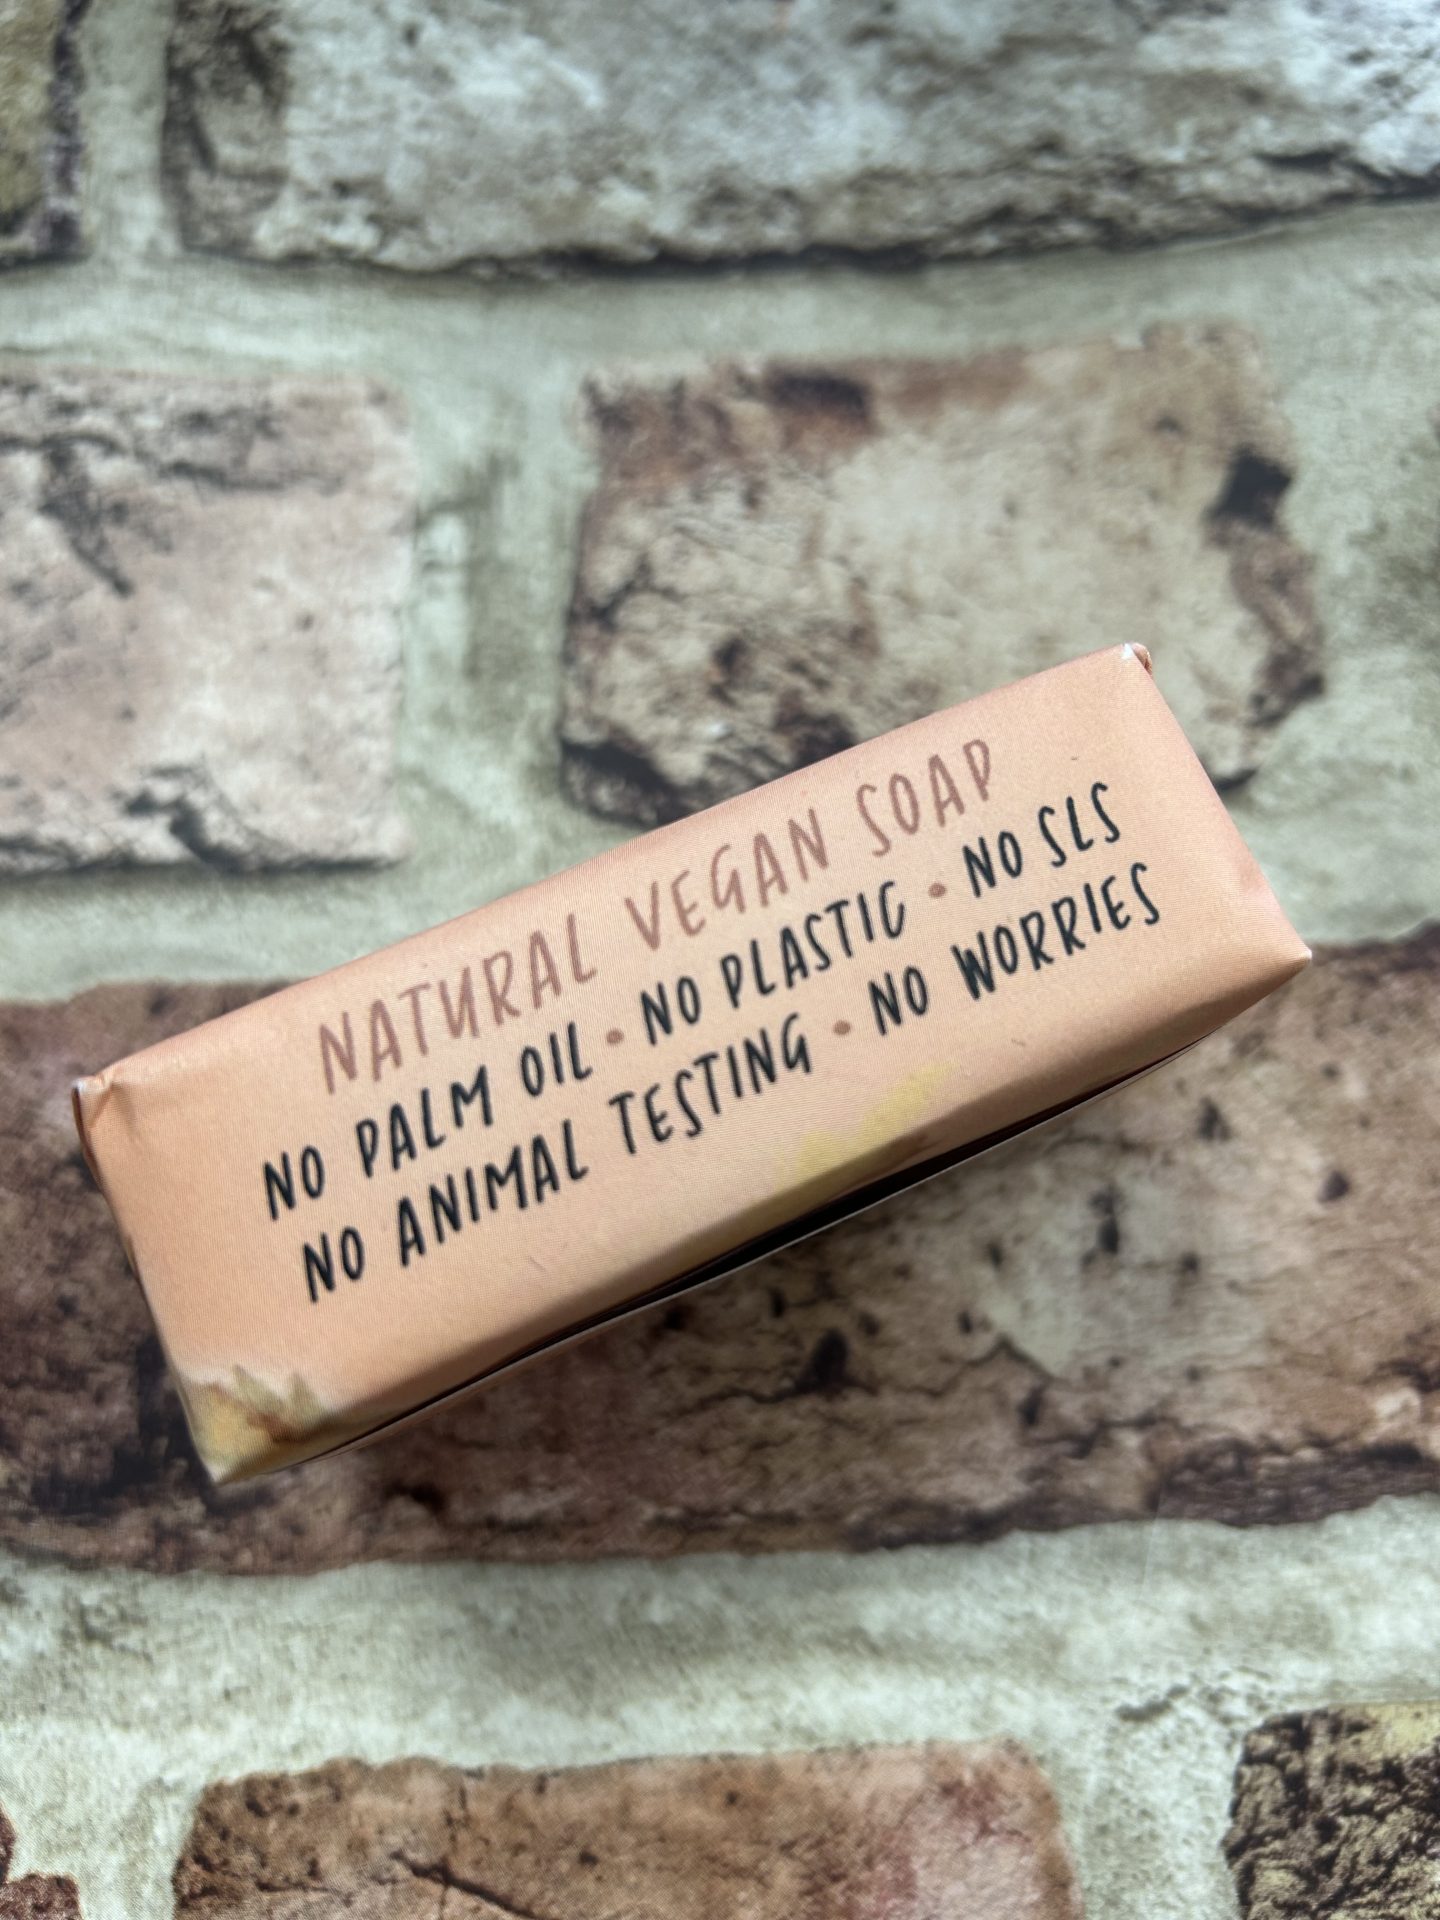 NATURAL VEGAN SOAP
NO PALM OIL • NO PLASTIC • NO SLS
NO ANIMAL TESTING • NO WORRIES